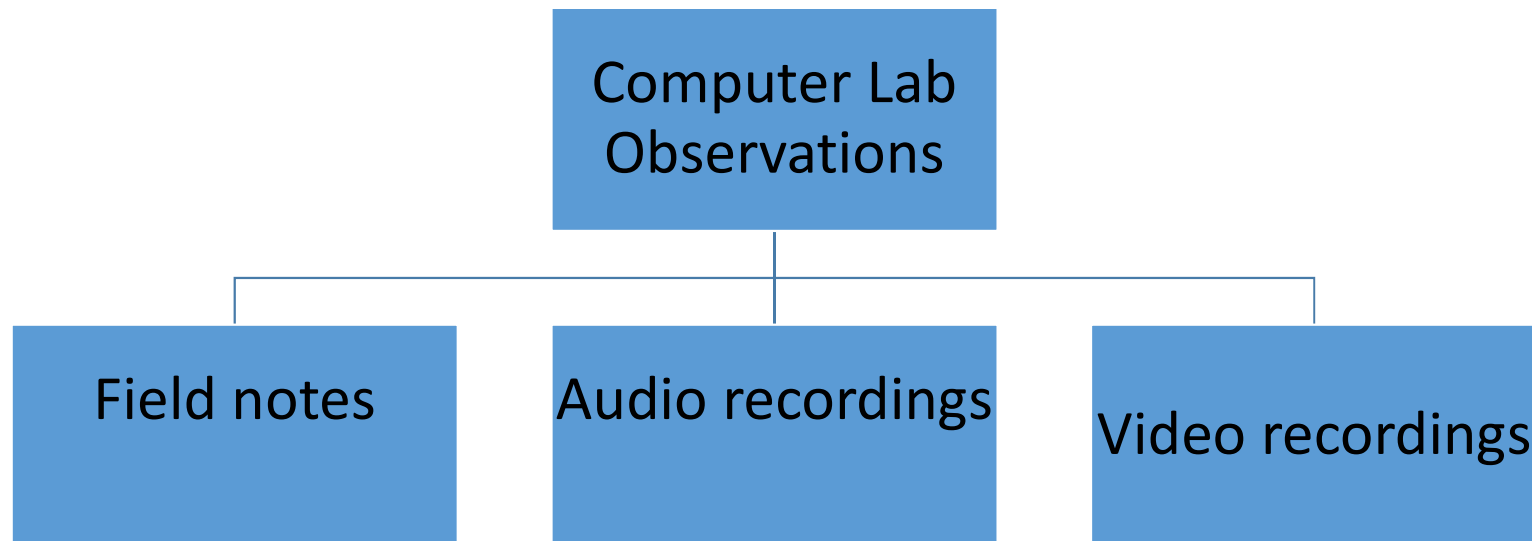 Computer Lab
Observations
Field notes
Audio recordings
Video recordings